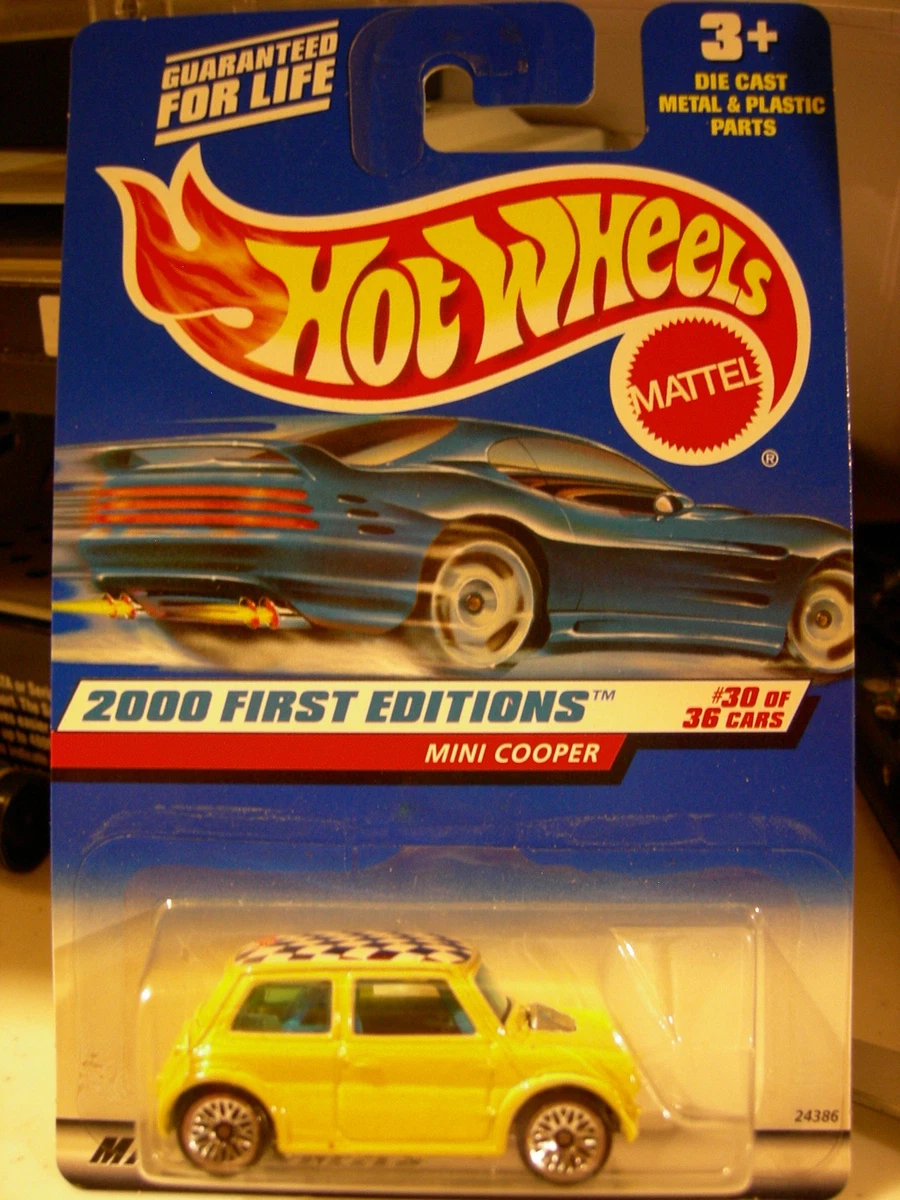 GUARANTEED
FOR LIFE
3+
DIE CAST
METAL & PLASTIC
PARTS
HOT WHEELS
MATTEL
®
2000 FIRST EDITIONS™
#30 OF
36 CARS
MINI COOPER
24386